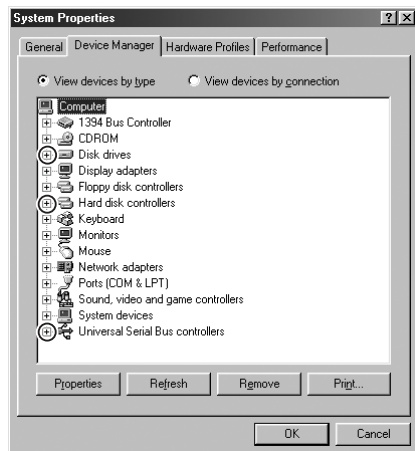 System Properties
General Device Manager Hardware Profiles Performance
View devices by type View devices by connection
Computer
1394 Bus Controller
CDROM
Disk drives
Display adapters
Floppy disk controllers
Hard disk controllers
Keyboard
Monitors
Mouse
Network adapters
Ports (COM & LPT)
Sound, video and game controllers
System devices
Universal Serial Bus controllers
Properties Refresh Remove Print...
OK Cancel